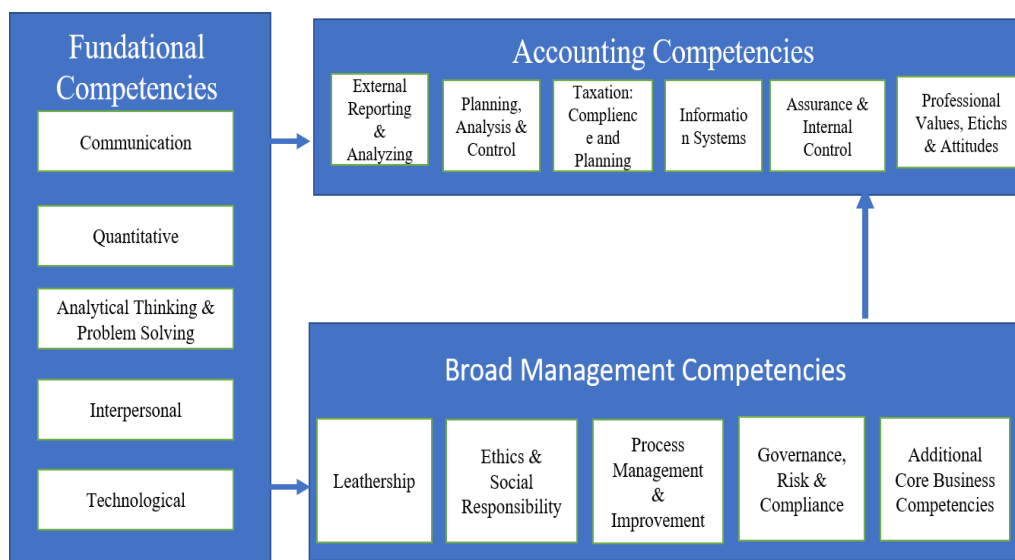 Fundational
Competencies
Communication
Quantitative
Analytical Thinking &
Problem Solving
Interpersonal
Technological
Accounting Competencies
External
Reporting
&
Analyzing
Planning,
Analysis &
Control
Taxation:
Complienc
e and
Planning
Informatio
n Systems
Assurance &
Internal
Control
Professional
Values, Etichs
& Attitudes
Broad Management Competencies
Leathership
Ethics &
Social
Responsibility
Process
Management
&
Improvement
Governance,
Risk &
Compliance
Additional
Core Business
Competencies